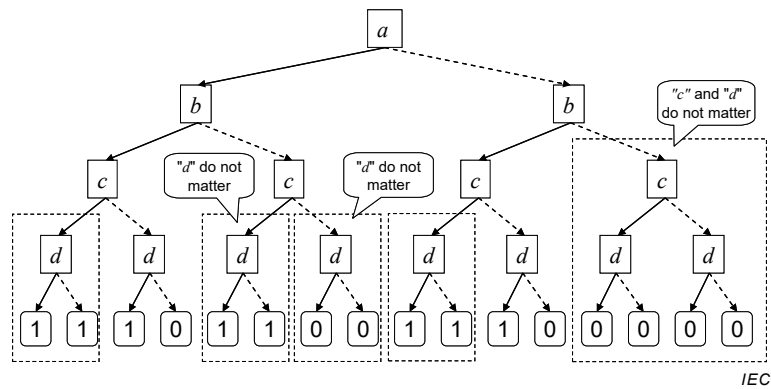 a
b b
"c" and "d"
do not matter
c
"d" do not
matter
c
"d" do not
matter
c c
d d d d d d d d
1 1 1 0 1 1 0 0 1 1 1 0 0 0 0 0
IEC